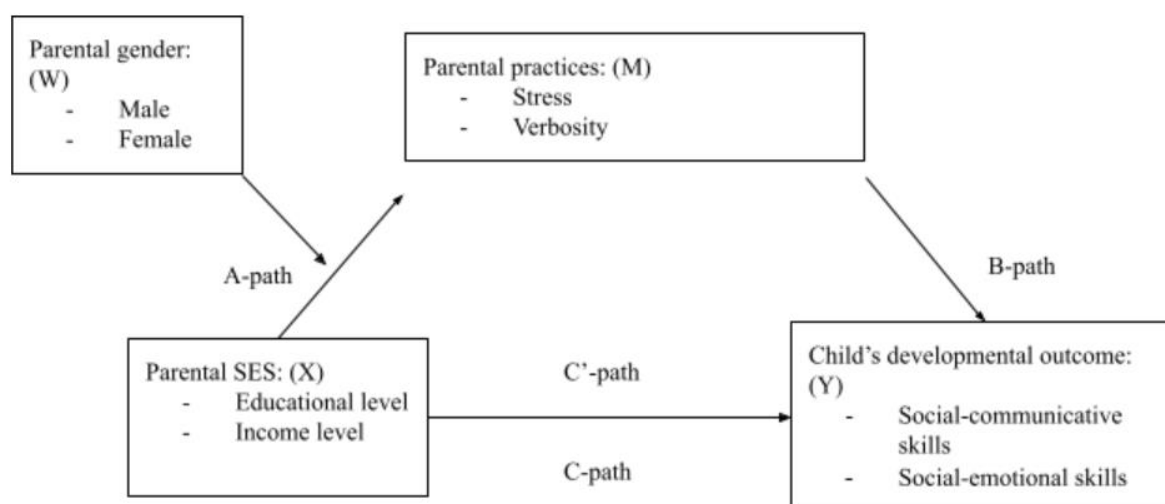 Parental gender:
(W)
- Male
- Female
Parental practices: (M)
- Stress
- Verbosity
A-path
B-path
Parental SES: (X)
- Educational level
- Income level
C’-path
C-path
Child’s developmental outcome:
(Y)
- Social-communicative
skills
- Social-emotional skills